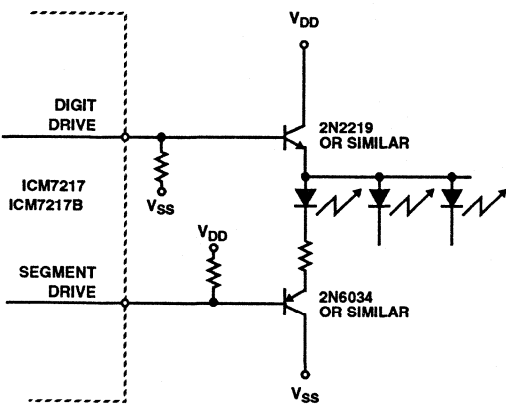 VDD
DIGIT
DRIVE
2N2219
OR SIMILAR
ICM7217
ICM7217B
VSS
VDD
SEGMENT
DRIVE
2N6034
OR SIMILAR
VSS